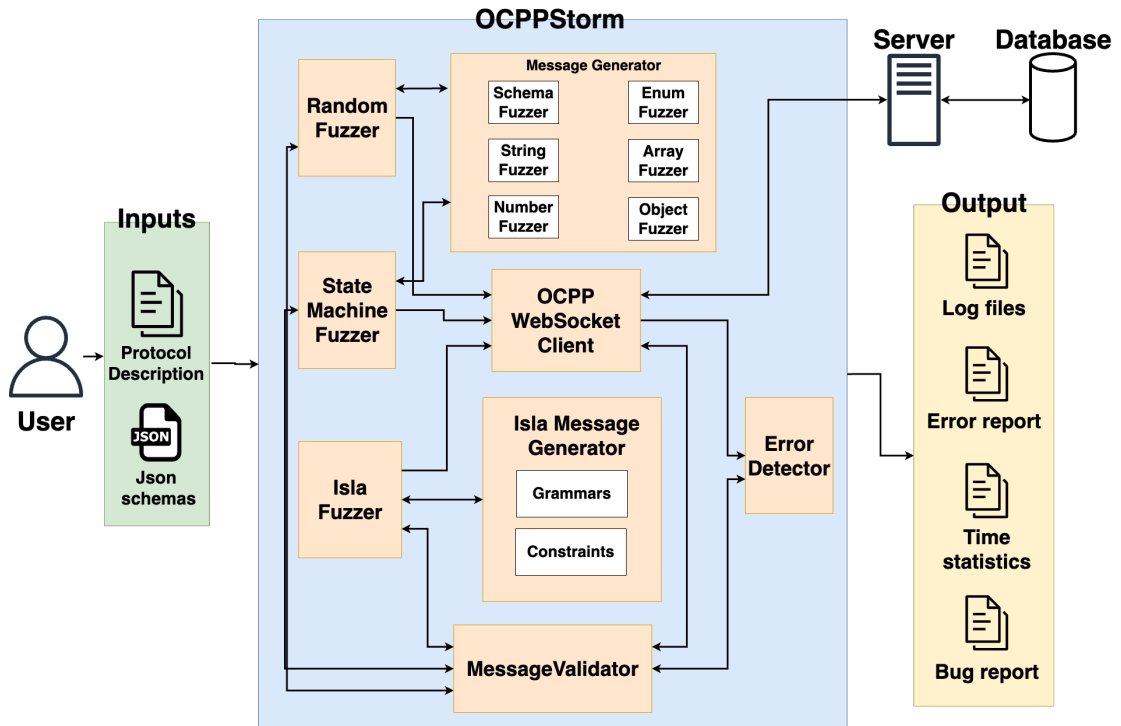 OCPPStorm
Server
Database
Message Generator
Random
Fuzzer
Schema
Fuzzer
Enum
Fuzzer
String
Fuzzer
Array
Fuzzer
Number
Fuzzer
Object
Fuzzer
Inputs
Output
Protocol
Description
JSON
Json
schemas
User
State
Machine
Fuzzer
OCPP
WebSocket
Client
Isla Message
Generator
Grammars
Constraints
Isla
Fuzzer
Error
Detector
MessageValidator
Log files
Error report
Time
statistics
Bug report